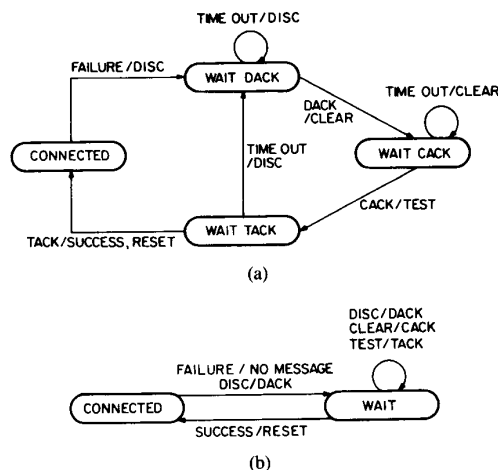 TIME OUT/DISC
FAILURE/DISC
WAIT DACK
TIME OUT/CLEAR
DACK
/CLEAR
CONNECTED
TIME OUT
/DISC
WAIT CACK
CACK/TEST
WAIT TACK
TACK/SUCCESS, RESET
(a)
DISC/DACK
CLEAR/CACK
TEST/TACK
FAILURE / NO MESSAGE
DISC/DACK
CONNECTED
WAIT
SUCCESS/RESET
(b)